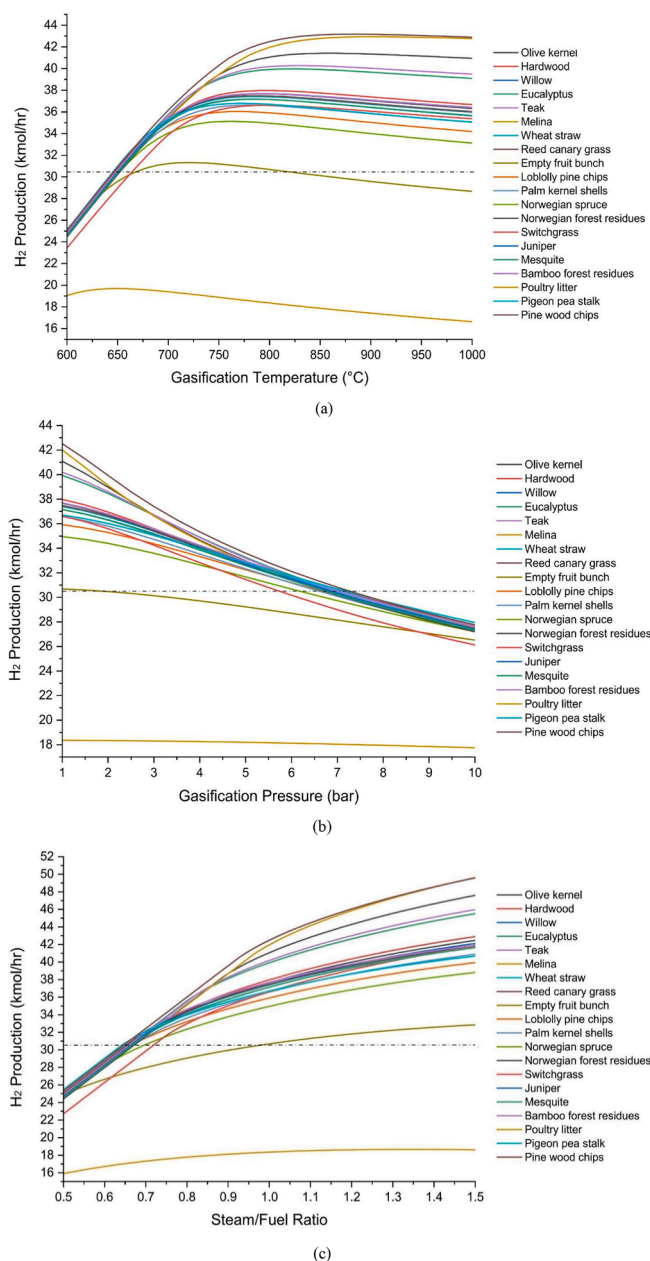 44
42
40
38
36
34
32
30
28
26
24
22
20
18
16
H2 Production (kmol/hr)
600 650 700 750 800 850 900 950 1000
Gasification Temperature (°C)
Olive kernel
Hardwood
Willow
Eucalyptus
Teak
Melina
Wheat straw
Reed canary grass
Empty fruit bunch
Loblolly pine chips
Palm kernel shells
Norwegian spruce
Norwegian forest residues
Switchgrass
Juniper
Mesquite
Bamboo forest residues
Poultry litter
Pigeon pea stalk
Pine wood chips
(a)
44
42
40
38
36
34
32
30
28
26
24
22
20
18
H2 Production (kmol/hr)
1 2 3 4 5 6 7 8 9 10
Gasification Pressure (bar)
Olive kernel
Hardwood
Willow
Eucalyptus
Teak
Melina
Wheat straw
Reed canary grass
Empty fruit bunch
Loblolly pine chips
Palm kernel shells
Norwegian spruce
Norwegian forest residues
Switchgrass
Juniper
Mesquite
Bamboo forest residues
Poultry litter
Pigeon pea stalk
Pine wood chips
(b)
52
50
48
46
44
42
40
38
36
34
32
30
28
26
24
22
20
18
16
H2 Production (kmol/hr)
0.5 0.6 0.7 0.8 0.9 1.0 1.1 1.2 1.3 1.4 1.5
Steam/Fuel Ratio
Olive kernel
Hardwood
Willow
Eucalyptus
Teak
Melina
Wheat straw
Reed canary grass
Empty fruit bunch
Loblolly pine chips
Palm kernel shells
Norwegian spruce
Norwegian forest residues
Switchgrass
Juniper
Mesquite
Bamboo forest residues
Poultry litter
Pigeon pea stalk
Pine wood chips
(c)